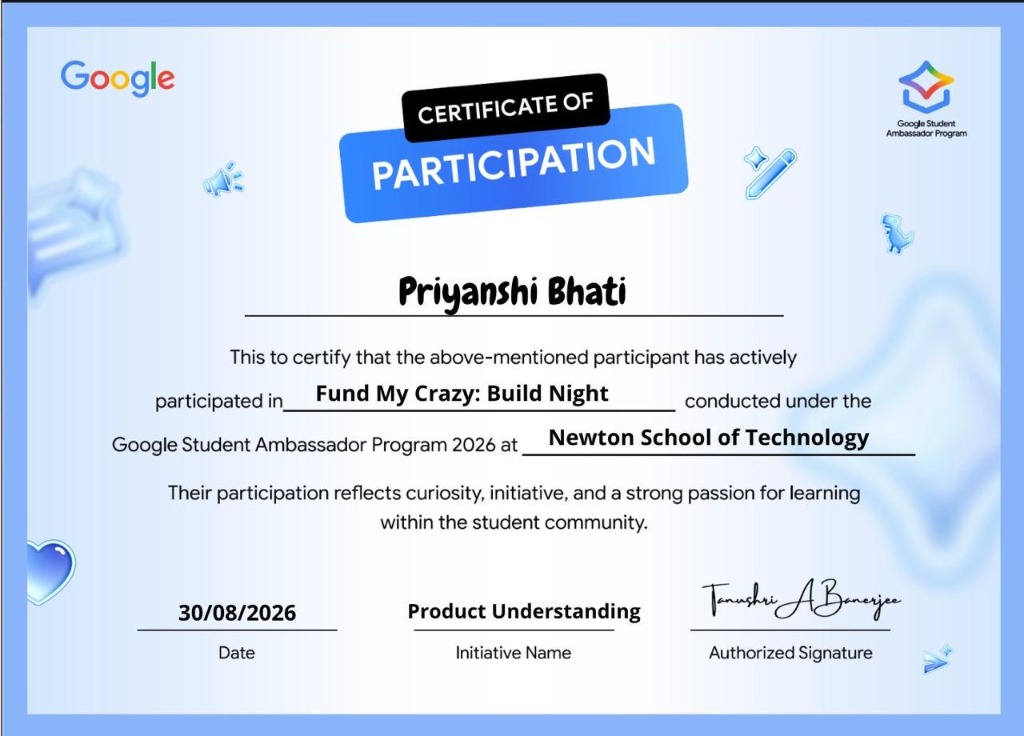 Google
Google Student
Ambassador Program
CERTIFICATE OF
PARTICIPATION
Priyanshi Bhati
This to certify that the above-mentioned participant has actively
participated in Fund My Crazy: Build Night conducted under the
Google Student Ambassador Program 2026 at Newton School of Technology
Their participation reflects curiosity, initiative, and a strong passion for learning
within the student community.
30/08/2026 Product Understanding Tanushri A Banerjee
Date Initiative Name Authorized Signature